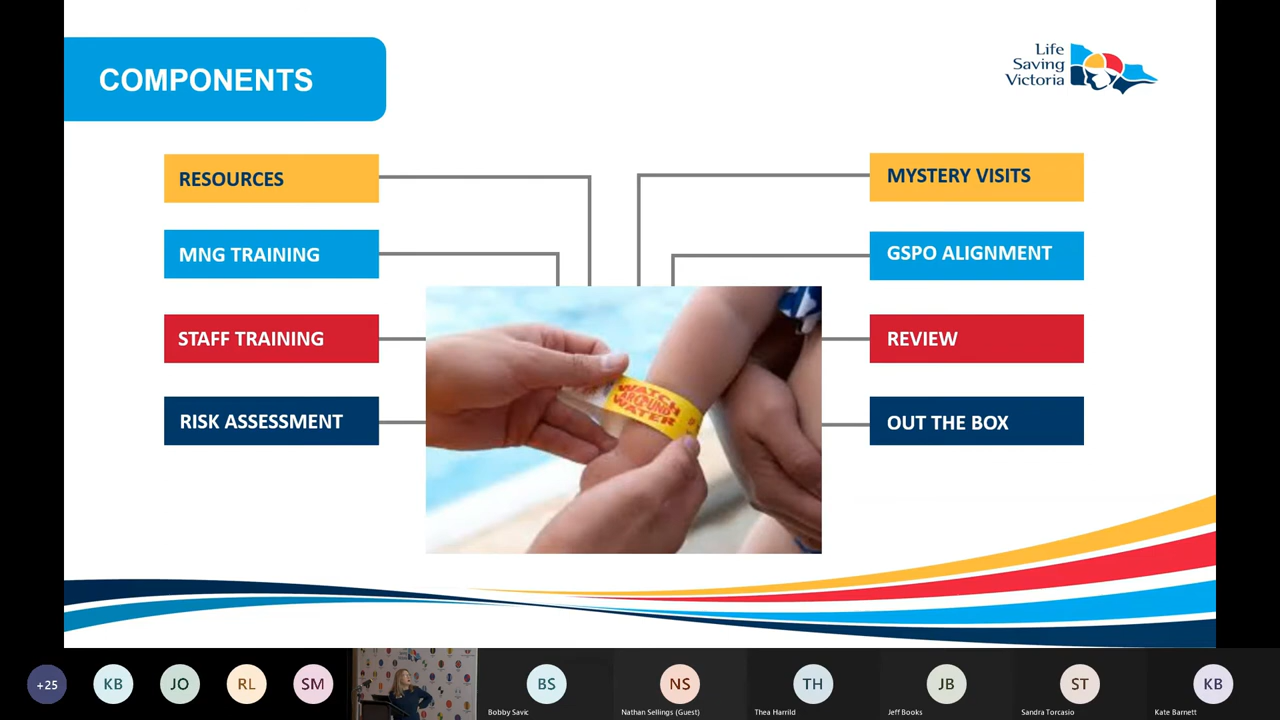 COMPONENTS
Life
Saving
Victoria
RESOURCES
MNG TRAINING
STAFF TRAINING
RISK ASSESSMENT
MYSTERY VISITS
GSPO ALIGNMENT
REVIEW
OUT THE BOX
WATCH
AROUND
WATER
+25
KB
JO
RL
SM
BS
Bobby Savic
NS
Nathan Sellings (Guest)
TH
Thea Harrild
JB
Jeff Books
ST
Sandra Torcasio
KB
Kate Barnett